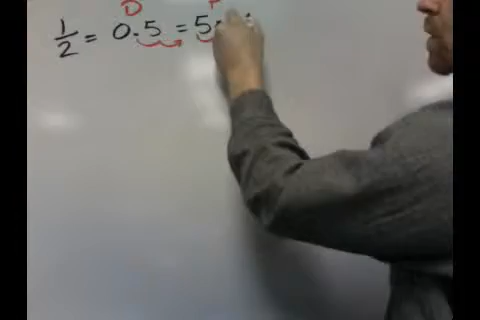 D P
1/2 = 0.5 = 5